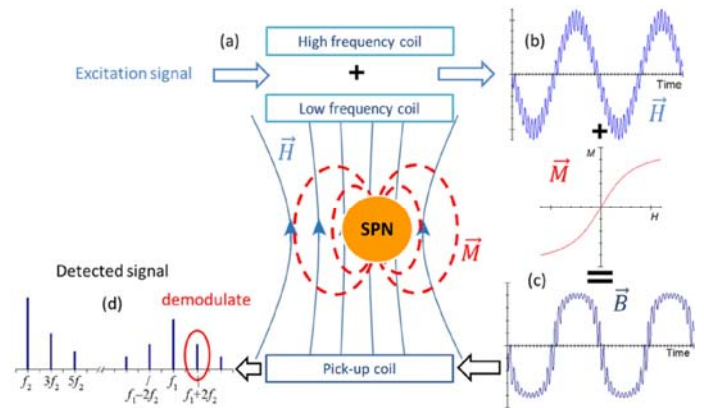 (a)
High frequency coil
(b)
Excitation signal
+
Time
Low frequency coil
H
+
H
M
M
H
SPN
M
Detected signal
(c)
B
(d)
demodulate
Time
Pick-up coil
f₂ 3f₂ 5f₂ f₁-2f₂ f₁ f₁+2f₂